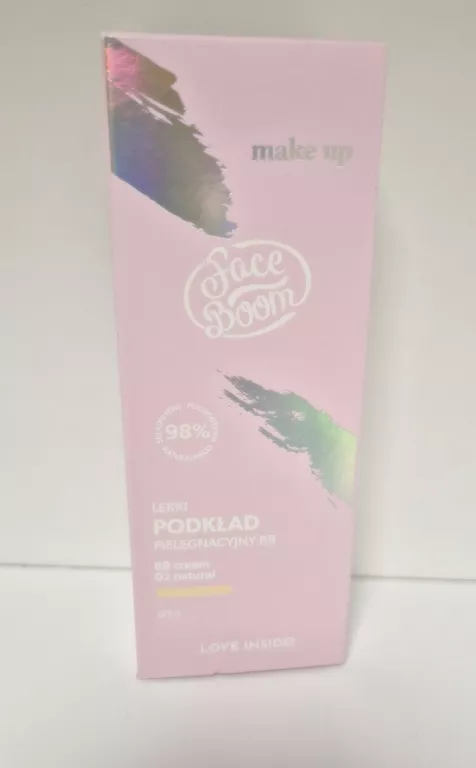 make up
Face
Boom
98%
LEKKI
PODKŁAD
PIELĘGNACYJNY BB
BB cream
02 natural
LOVE INSIDE!